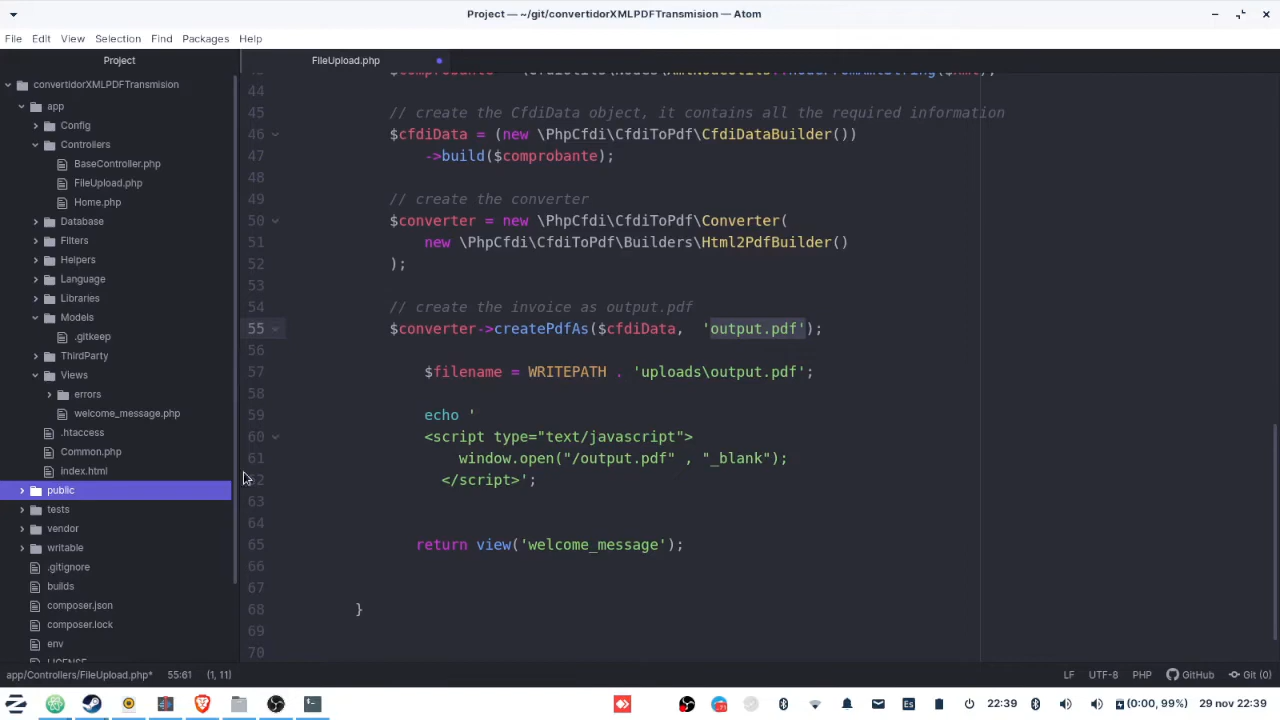 Project — ~/git/convertidorXMLPDFTransmision — Atom
File Edit View Selection Find Packages Help
Project
convertidorXMLPDFTransmision
app
Config
Controllers
BaseController.php
FileUpload.php
Home.php
Database
Filters
Helpers
Language
Libraries
Models
.gitkeep
ThirdParty
Views
errors
welcome_message.php
.htaccess
Common.php
index.html
public
tests
vendor
writable
.gitignore
builds
composer.json
composer.lock
env
LICENSE
FileUpload.php
44
45 // create the CfdiData object, it contains all the required information
46 $cfdiData = (new \PhpCfdi\CfdiToPdf\CfdiDataBuilder())
47 ->build($comprobante);
48
49 // create the converter
50 $converter = new \PhpCfdi\CfdiToPdf\Converter(
51 new \PhpCfdi\CfdiToPdf\Builders\Html2PdfBuilder()
52 );
53
54 // create the invoice as output.pdf
55 $converter->createPdfAs($cfdiData, 'output.pdf');
56
57 $filename = WRITEPATH . 'uploads\output.pdf';
58
59 echo '
60 <script type="text/javascript">
61 window.open("/output.pdf" , "_blank");
62 </script>';
63
64
65 return view('welcome_message');
66
67
68 }
69
70
app/Controllers/FileUpload.php* 55:61 (1, 11) LF UTF-8 PHP GitHub Git (0)
Es 22:39 (0:00, 99%) 29 nov 22:39